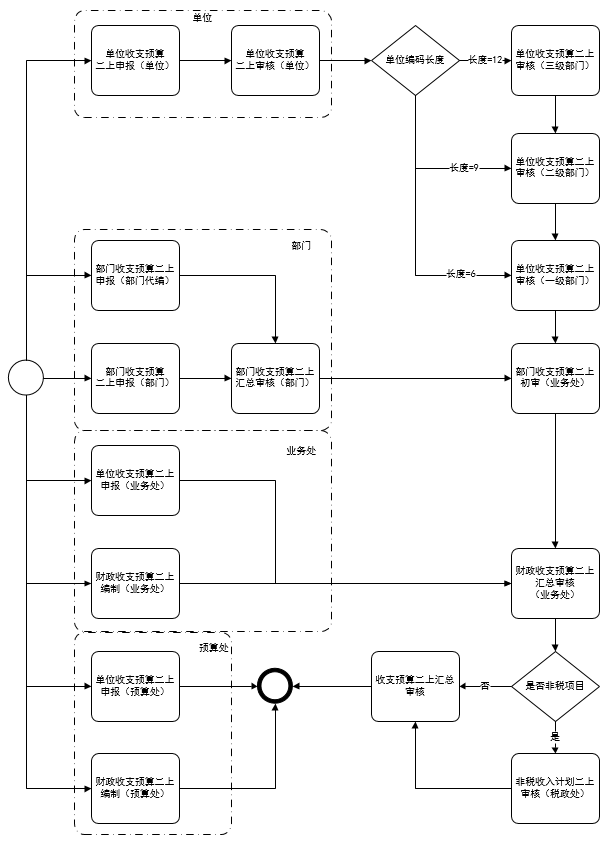 单位
单位收支预算
二上申报（单位）
单位收支预算
二上审核（单位）
单位编码长度
长度=12
单位收支预算二上
审核（三级部门）
长度=9
单位收支预算二上
审核（二级部门）
部门
部门收支预算二上
申报（部门代编）
长度=6
单位收支预算二上
审核（一级部门）
部门收支预算
二上申报（部门）
部门收支预算二上
汇总审核（部门）
部门收支预算二上
初审（业务处）
业务处
单位收支预算二上
申报（业务处）
财政收支预算二上
编制（业务处）
财政收支预算二上
汇总审核
（业务处）
预算处
单位收支预算二上
申报（预算处）
收支预算二上汇总
审核
否
是否非税项目
是
财政收支预算二上
编制（预算处）
非税收入计划二上
审核（税政处）